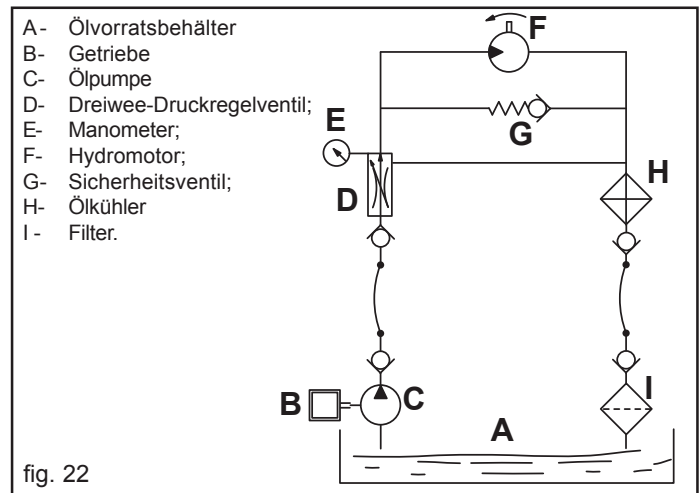 A- Ölvorratsbehälter
B- Getriebe
C- Ölpumpe
D- Dreiwee-Druckregelventil;
E- Manometer;
F- Hydromotor;
G- Sicherheitsventil;
H- Ölkühler
I - Filter.
F
E
G
H
D
B
C
I
A
fig. 22